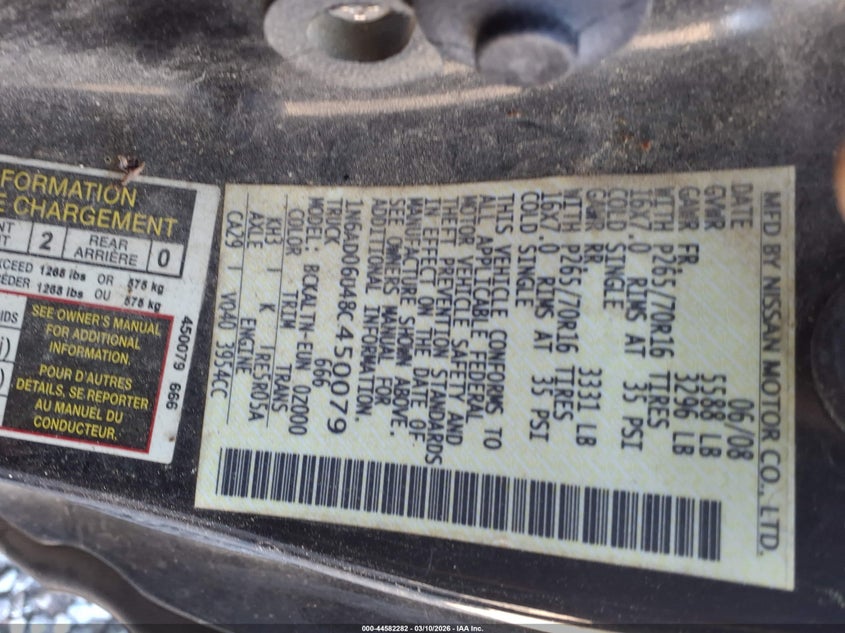 FORMATION
E CHARGEMENT
2 REAR ARRIÈRE 0
XCEED 1268 lbs OR 575 kg
CÉDER 1268 lbs OU 575 kg
SEE OWNER'S MANUAL
FOR ADDITIONAL
INFORMATION.
POUR D'AUTRES
DETAILS, SE REPORTER
AU MANUEL DU
CONDUCTEUR.
450079 666
MFD BY NISSAN MOTOR CO., LTD.
DATE 06/08
GVWR 5588 LB
GAWR FR 3296 LB
WITH P265/70R16 TIRES
16X7.0 RIMS AT 35 PSI
COLD SINGLE
GAWR RR 3331 LB
WITH P265/70R16 TIRES
16X7.0 RIMS AT 35 PSI
COLD SINGLE
THIS VEHICLE CONFORMS TO
ALL APPLICABLE FEDERAL
MOTOR VEHICLE SAFETY AND
THEFT PREVENTION STANDARDS
IN EFFECT ON THE DATE OF
MANUFACTURE SHOWN ABOVE.
SEE OWNERS MANUAL FOR
ADDITIONAL INFORMATION.
1N6AD06U48C450079
TRUCK 666
MODEL: BCKALTN-EUN 02000
COLOR TRIM TRANS
KH3 K RE5R05A
AXLE ENGINE
CA29 VQ40 3954CC
000-44582282 - 03/10/2026 - IAA Inc.